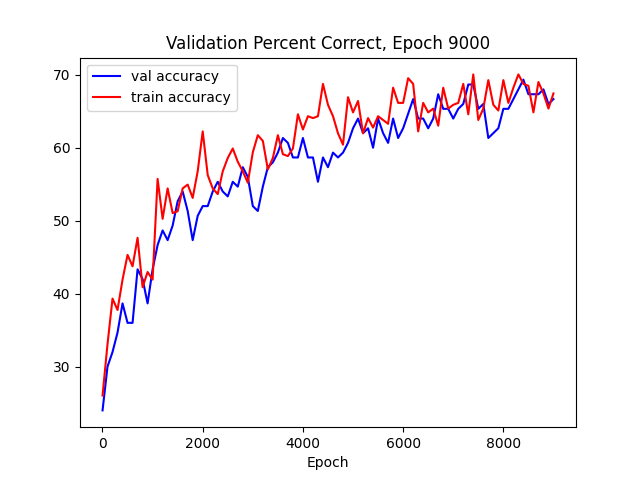 Validation Percent Correct, Epoch 9000
val accuracy
train accuracy
70
60
50
40
30
0 2000 4000 6000 8000
Epoch